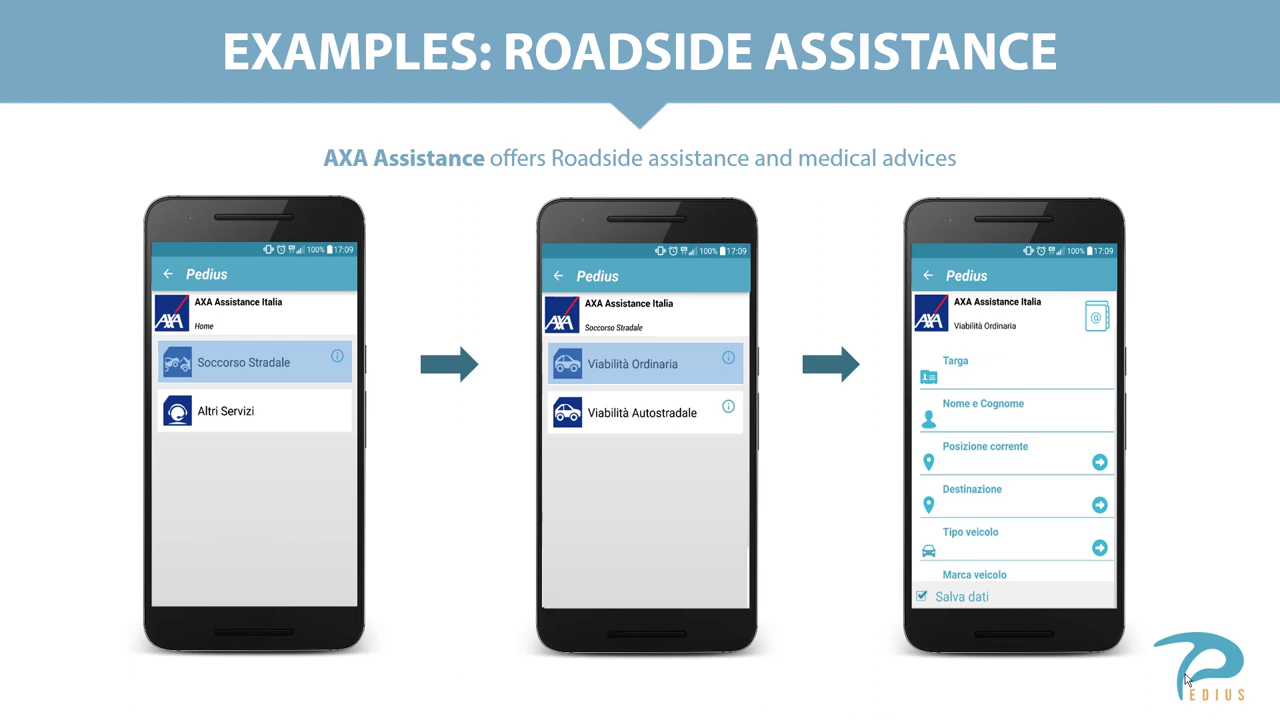 EXAMPLES: ROADSIDE ASSISTANCE
AXA Assistance offers Roadside assistance and medical advices
100% 17:09
Pedius
AXA
AXA Assistance Italia
Home
Soccorso Stradale
Altri Servizi
100% 17:09
Pedius
AXA
AXA Assistance Italia
Soccorso Stradale
Viabilità Ordinaria
Viabilità Autostradale
100% 17:09
Pedius
AXA
AXA Assistance Italia
Viabilità Ordinaria
Targa
Nome e Cognome
Posizione corrente
Destinazione
Tipo veicolo
Marca veicolo
Salva dati
PEDIUS